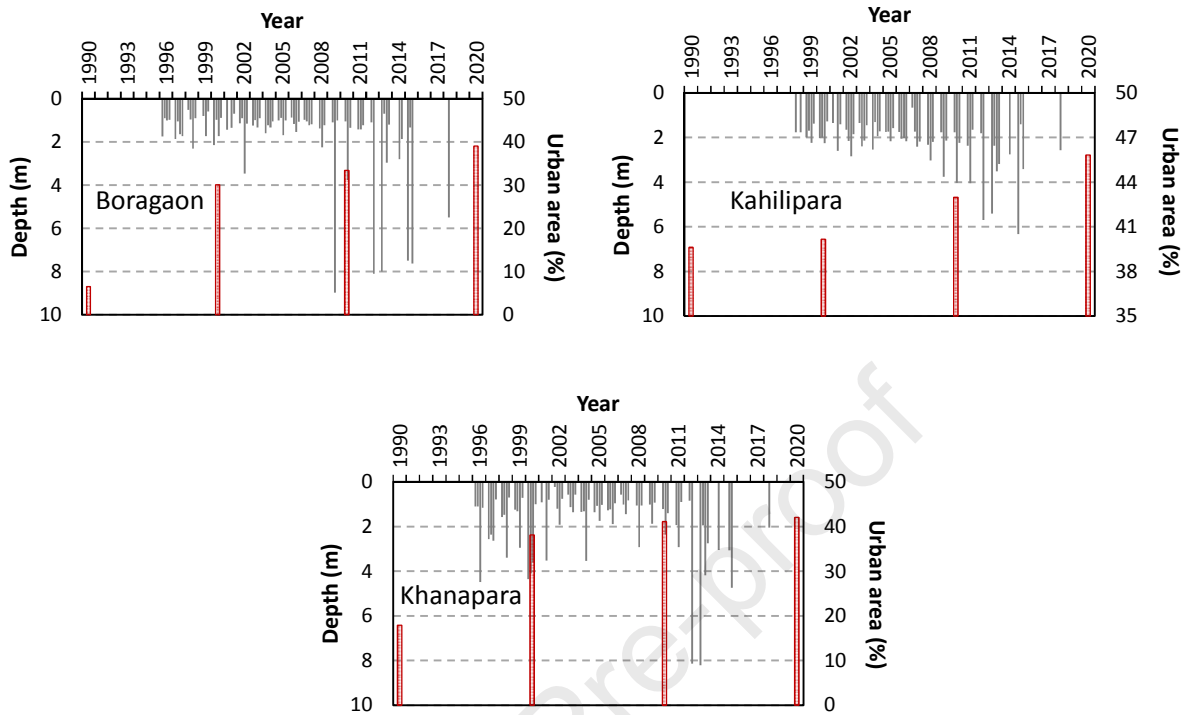 Year
1990 1993 1996 1999 2002 2005 2008 2011 2014 2017 2020
0 2 4 6 8 10
Depth (m)
Boragaon
50 40 30 20 10 0
Urban area (%)
Year
1990 1993 1996 1999 2002 2005 2008 2011 2014 2017 2020
0 2 4 6 8 10
Depth (m)
Kahilipara
50 47 44 41 38 35
Urban area (%)
Year
1990 1993 1996 1999 2002 2005 2008 2011 2014 2017 2020
0 2 4 6 8 10
Depth (m)
Khanapara
50 40 30 20 10 0
Urban area (%)
Pre-proof